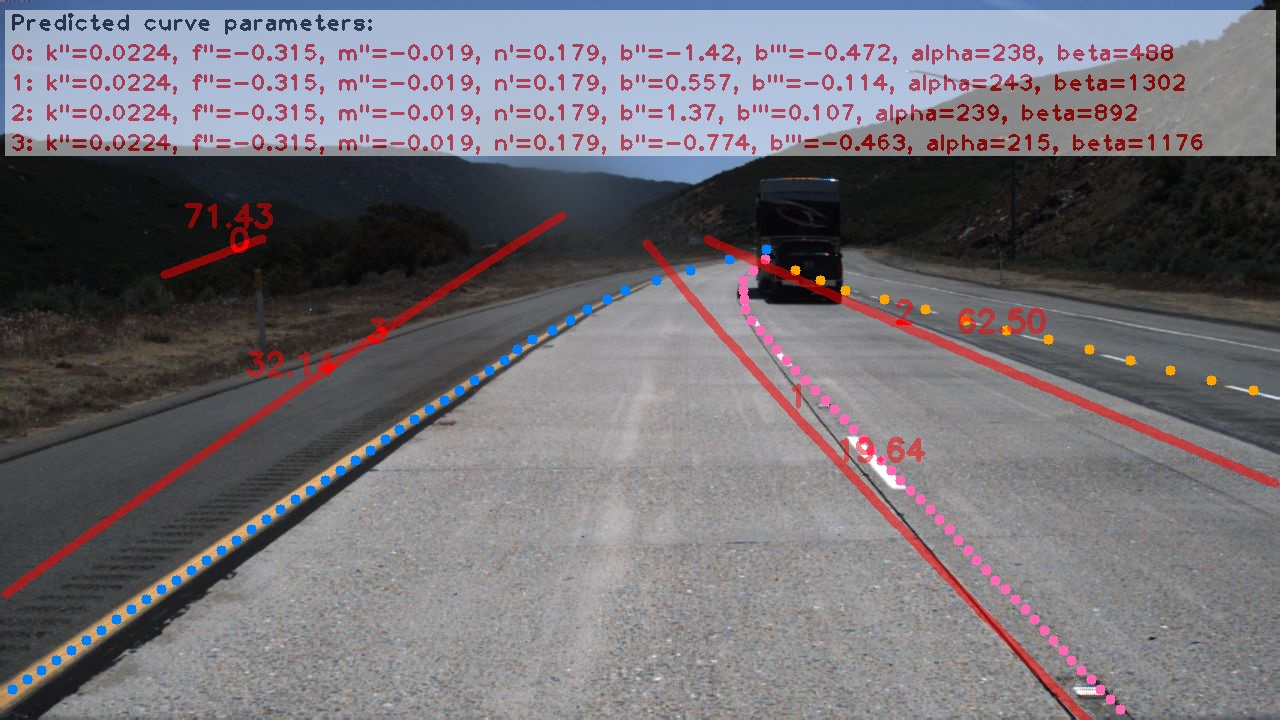 Predicted curve parameters:
0: k''=0.0224, f''=-0.315, m''=-0.019, n'=0.179, b''=-1.42, b'''=-0.472, alpha=238, beta=488
1: k''=0.0224, f''=-0.315, m''=-0.019, n'=0.179, b''=0.557, b'''=-0.114, alpha=243, beta=1302
2: k''=0.0224, f''=-0.315, m''=-0.019, n'=0.179, b''=1.37, b'''=0.107, alpha=239, beta=892
3: k''=0.0224, f''=-0.315, m''=-0.019, n'=0.179, b''=-0.774, b'''=-0.463, alpha=215, beta=1176
71.43
0
2
62.50
3
1
19.64